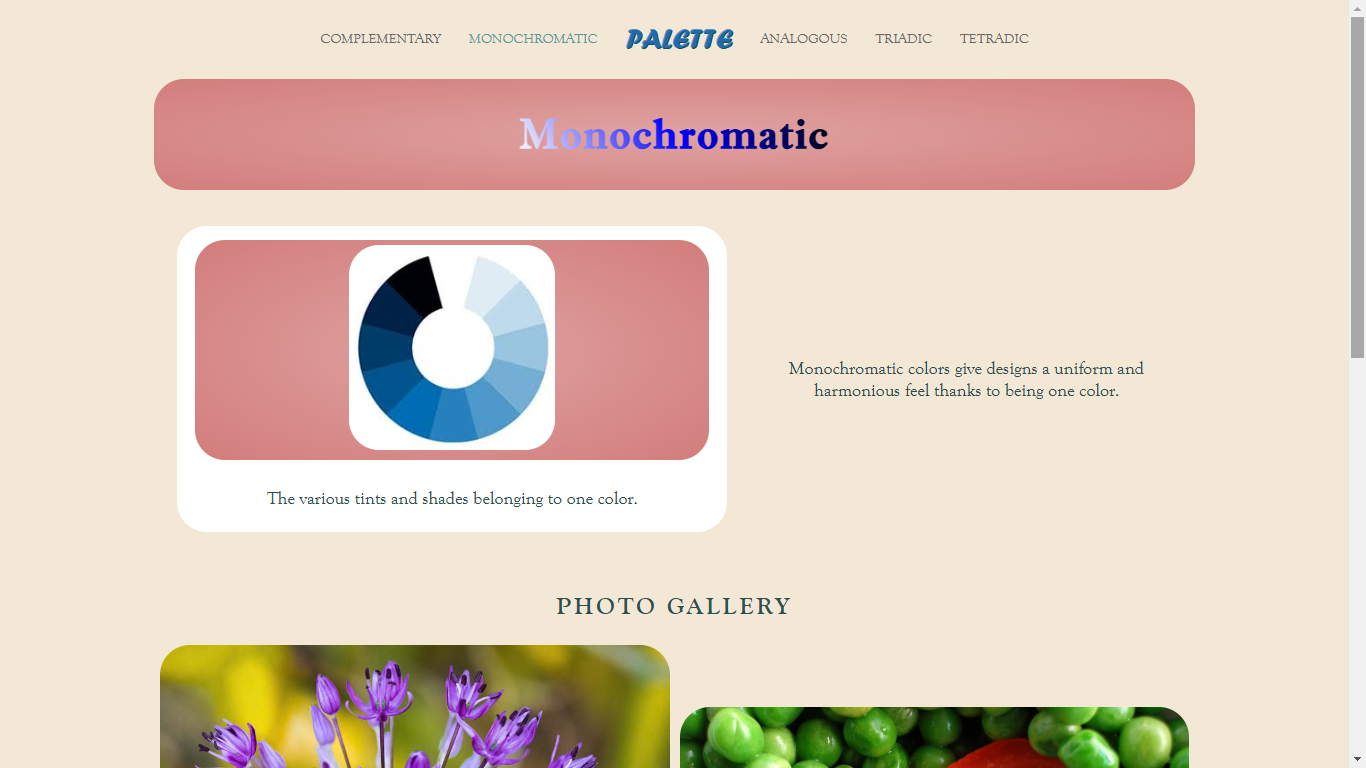 COMPLEMENTARY MONOCHROMATIC PALETTE ANALOGOUS TRIADIC TETRADIC
Monochromatic
Monochromatic colors give designs a uniform and
harmonious feel thanks to being one color.
The various tints and shades belonging to one color.
PHOTO GALLERY